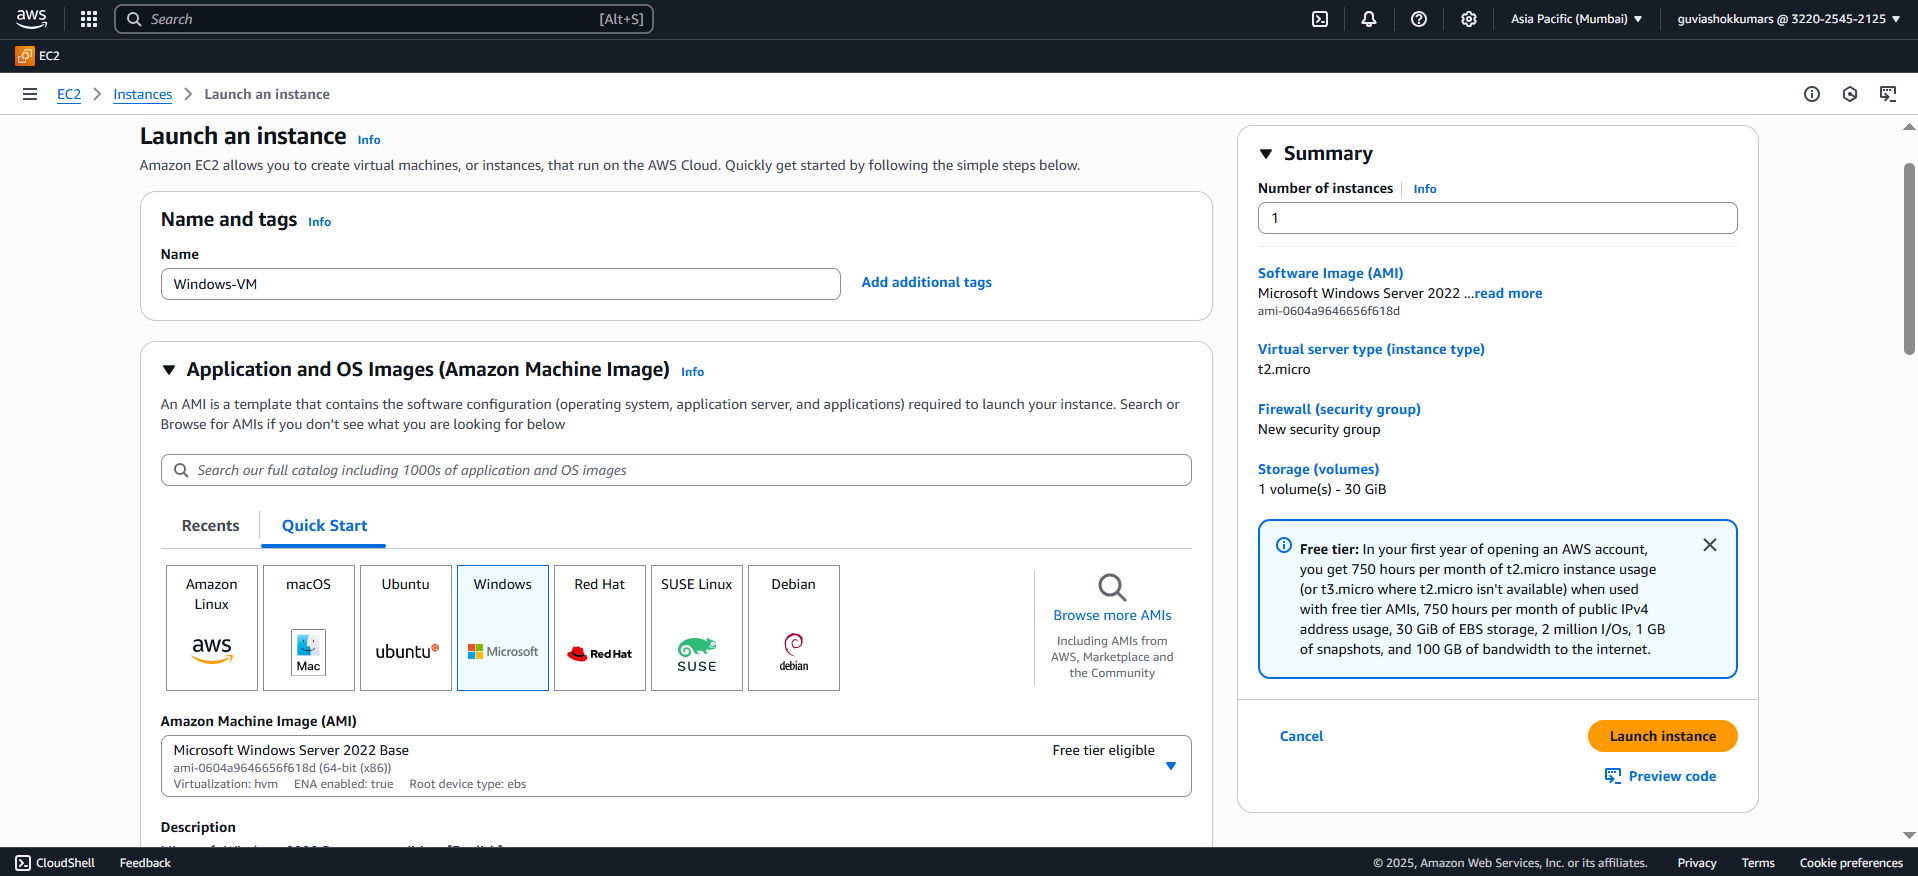 aws
Search [Alt+S]
Asia Pacific (Mumbai)
guviashokkumars @ 3220-2545-2125
EC2
EC2 Instances Launch an instance
Launch an instance Info
Amazon EC2 allows you to create virtual machines, or instances, that run on the AWS Cloud. Quickly get started by following the simple steps below.
Name and tags Info
Name
Windows-VM
Add additional tags
Application and OS Images (Amazon Machine Image) Info
An AMI is a template that contains the software configuration (operating system, application server, and applications) required to launch your instance. Search or
Browse for AMIs if you don’t see what you are looking for below
Search our full catalog including 1000s of application and OS images
Recents
Quick Start
Amazon
Linux
aws
macOS
Mac
Ubuntu
ubuntu
Windows
Microsoft
Red Hat
Red Hat
SUSE Linux
SUSE
Debian
debian
Browse more AMIs
Including AMIs from
AWS, Marketplace and
the Community
Amazon Machine Image (AMI)
Microsoft Windows Server 2022 Base
Free tier eligible
ami-0604a9646656f618d (64-bit (x86))
Virtualization: hvm ENA enabled: true Root device type: ebs
Description
Summary
Number of instances Info
1
Software Image (AMI)
Microsoft Windows Server 2022 ...read more
ami-0604a9646656f618d
Virtual server type (instance type)
t2.micro
Firewall (security group)
New security group
Storage (volumes)
1 volume(s) - 30 GiB
Free tier: In your first year of opening an AWS account,
you get 750 hours per month of t2.micro instance usage
(or t3.micro where t2.micro isn't available) when used
with free tier AMIs, 750 hours per month of public IPv4
address usage, 30 GiB of EBS storage, 2 million I/Os, 1 GB
of snapshots, and 100 GB of bandwidth to the internet.
Cancel
Launch instance
Preview code
CloudShell
Feedback
© 2025, Amazon Web Services, Inc. or its affiliates.
Privacy
Terms
Cookie preferences